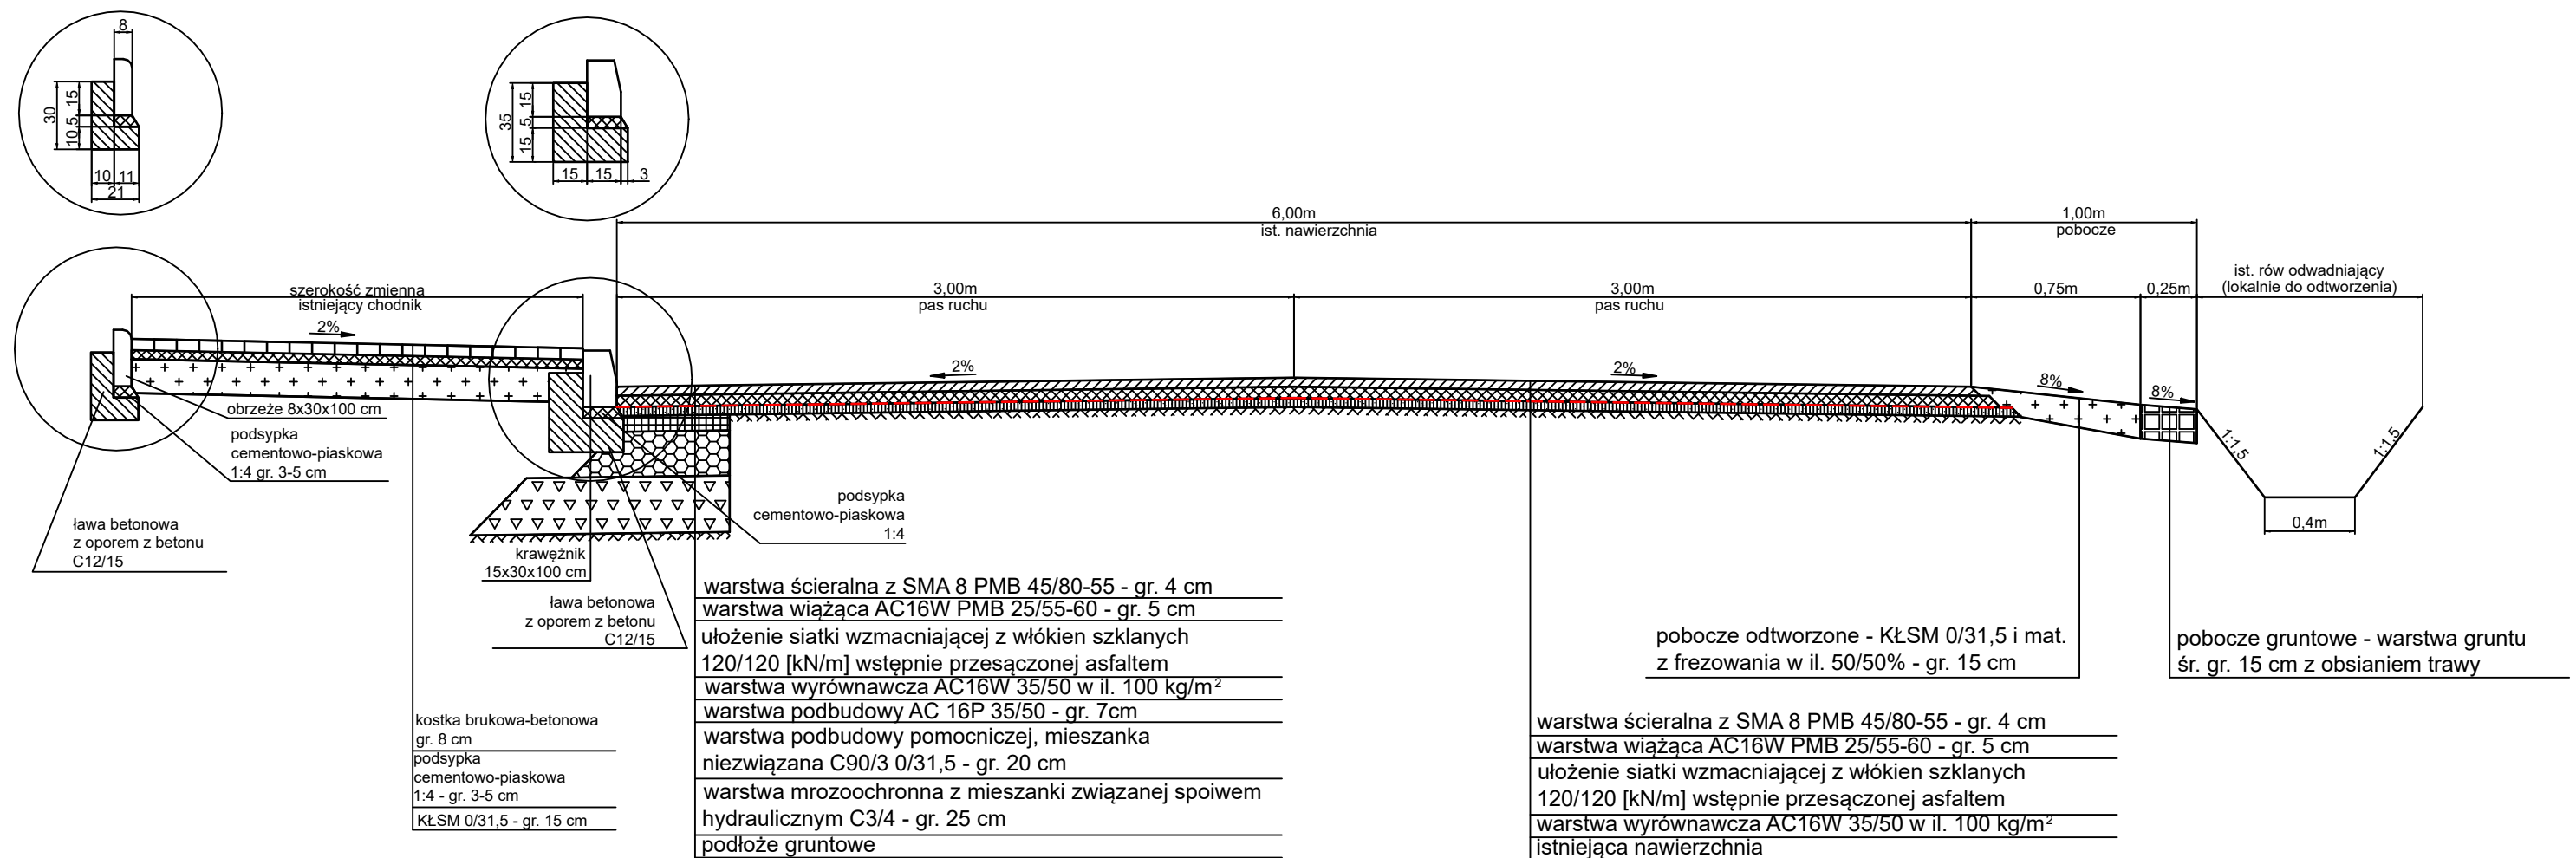 8
30
15
5
10
10
11
21
35
15
5
15
15
15
3
6,00m
ist. nawierzchnia
1,00m
pobocze
szerokość zmienna
istniejący chodnik
3,00m
pas ruchu
3,00m
pas ruchu
0,75m
0,25m
ist. rów odwadniający
(lokalnie do odtworzenia)
2%
2%
2%
8%
8%
1:1,5
1:1,5
0,4m
obrzeże 8x30x100 cm
podsypka
cementowo-piaskowa
1:4 gr. 3-5 cm
ława betonowa
z oporem z betonu
C12/15
podsypka
cementowo-piaskowa
1:4
krawężnik
15x30x100 cm
ława betonowa
z oporem z betonu
C12/15
kostka brukowa-betonowa
gr. 8 cm
podsypka
cementowo-piaskowa
1:4 - gr. 3-5 cm
KŁSM 0/31,5 - gr. 15 cm
warstwa ścieralna z SMA 8 PMB 45/80-55 - gr. 4 cm
warstwa wiążąca AC16W PMB 25/55-60 - gr. 5 cm
ułożenie siatki wzmacniającej z włókien szklanych
120/120 [kN/m] wstępnie przesączonej asfaltem
warstwa wyrównawcza AC16W 35/50 w il. 100 kg/m²
warstwa podbudowy AC 16P 35/50 - gr. 7cm
warstwa podbudowy pomocniczej, mieszanka
niezwiązana C90/3 0/31,5 - gr. 20 cm
warstwa mrozoochronna z mieszanki związanej spoiwem
hydraulicznym C3/4 - gr. 25 cm
podłoże gruntowe
pobocze odtworzone - KŁSM 0/31,5 i mat.
z frezowania w il. 50/50% - gr. 15 cm
pobocze gruntowe - warstwa gruntu
śr. gr. 15 cm z obsianiem trawy
warstwa ścieralna z SMA 8 PMB 45/80-55 - gr. 4 cm
warstwa wiążąca AC16W PMB 25/55-60 - gr. 5 cm
ułożenie siatki wzmacniającej z włókien szklanych
120/120 [kN/m] wstępnie przesączonej asfaltem
warstwa wyrównawcza AC16W 35/50 w il. 100 kg/m²
istniejąca nawierzchnia